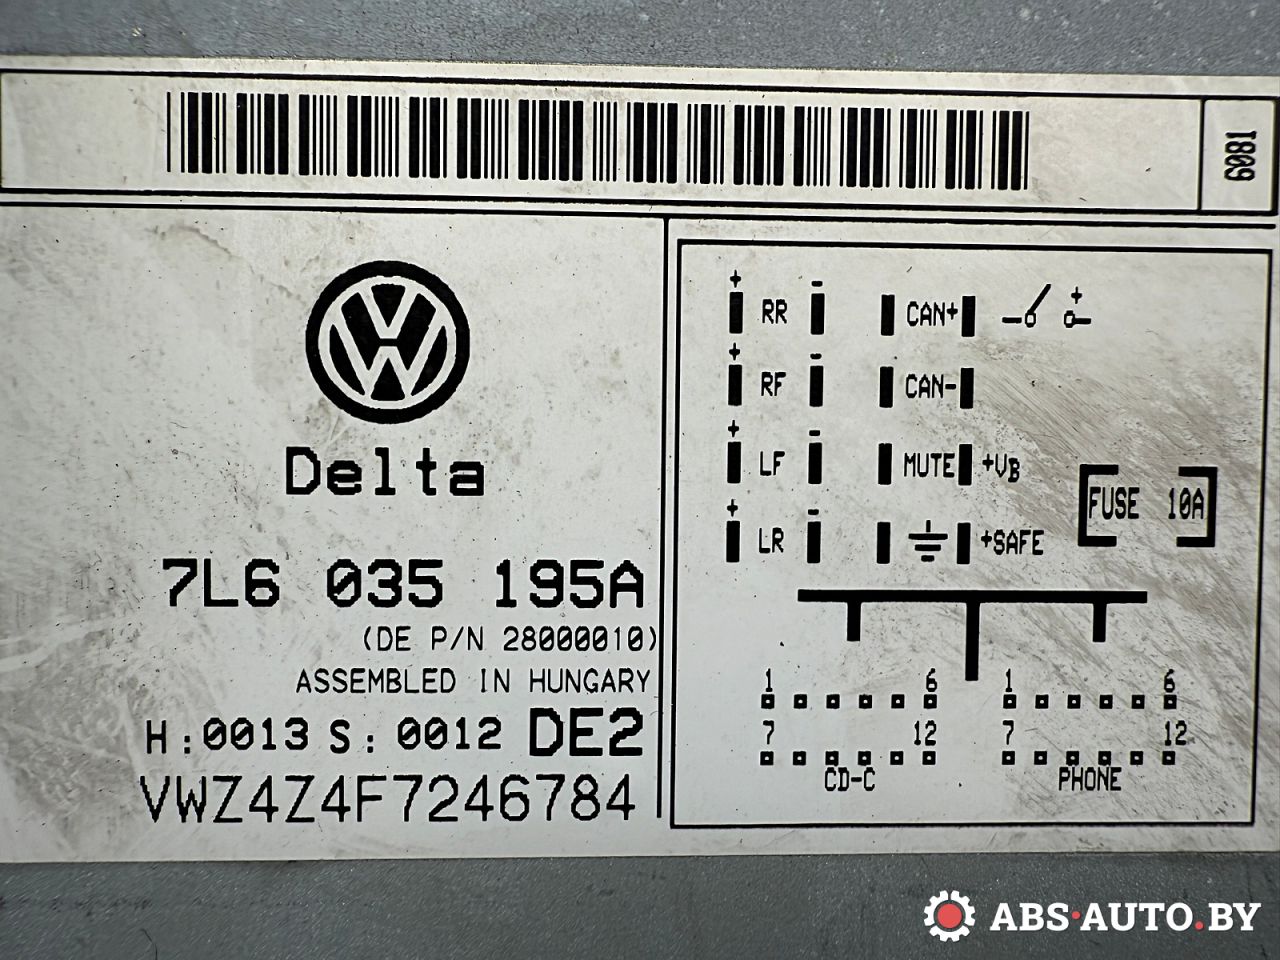 1809
Delta
7L6 035 195A
(DE P/N 28000010)
ASSEMBLED IN HUNGARY
H:0013 S:0012 DE2
VWZ4Z4F7246784
+ RR - CAN+ +
+ RF - CAN-
+ LF - MUTE +VB
+ LR - +SAFE
FUSE 10A
1 6 1 6
7 12 7 12
CD-C PHONE
ABS·AUTO.BY